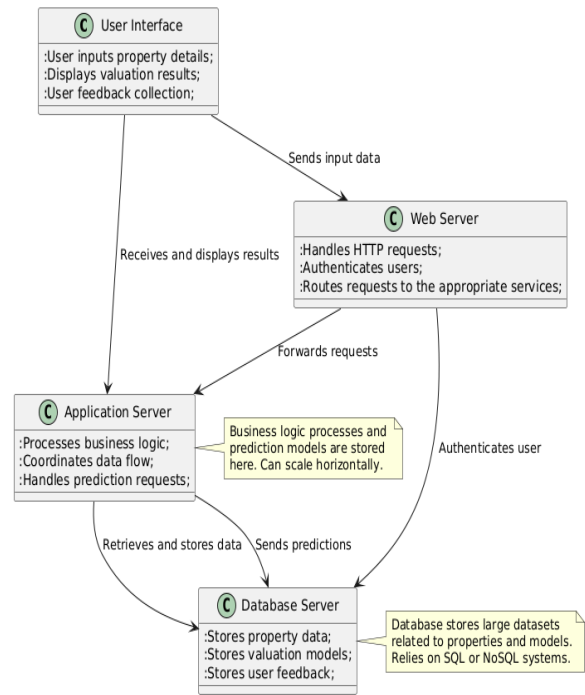 C User Interface
:User inputs property details;
:Displays valuation results;
:User feedback collection;
Sends input data
C Web Server
:Handles HTTP requests;
:Authenticates users;
:Routes requests to the appropriate services;
Receives and displays results
Forwards requests
C Application Server
:Processes business logic;
:Coordinates data flow;
:Handles prediction requests;
Business logic processes and
prediction models are stored
here. Can scale horizontally.
Authenticates user
Retrieves and stores data
Sends predictions
C Database Server
:Stores property data;
:Stores valuation models;
:Stores user feedback;
Database stores large datasets
related to properties and models.
Relies on SQL or NoSQL systems.